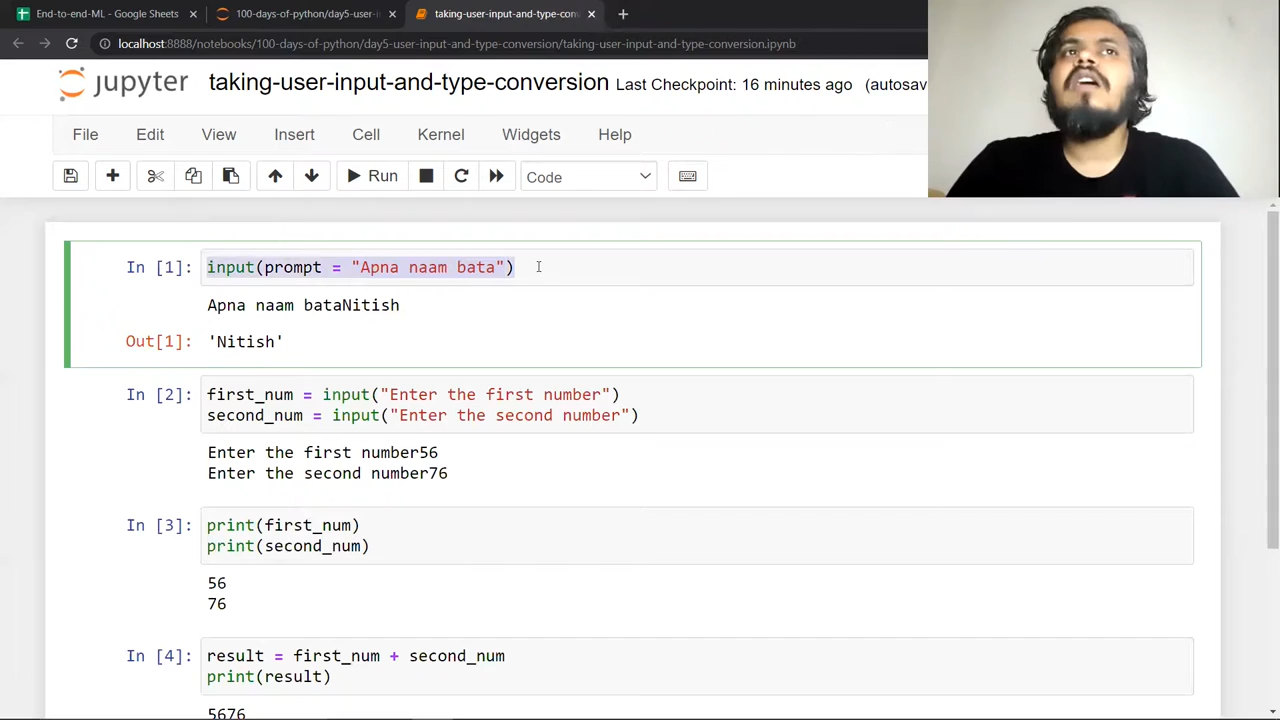 End-to-end-ML - Google Sheets
100-days-of-python/day5-user-i
taking-user-input-and-type-conv
localhost:8888/notebooks/100-days-of-python/day5-user-input-and-type-conversion/taking-user-input-and-type-conversion.ipynb
jupyter taking-user-input-and-type-conversion Last Checkpoint: 16 minutes ago (autosav
File Edit View Insert Cell Kernel Widgets Help
Run Code
In [1]: input(prompt = "Apna naam bata")
Apna naam bataNitish
Out[1]: 'Nitish'
In [2]: first_num = input("Enter the first number")
second_num = input("Enter the second number")
Enter the first number56
Enter the second number76
In [3]: print(first_num)
print(second_num)
56
76
In [4]: result = first_num + second_num
print(result)
5676